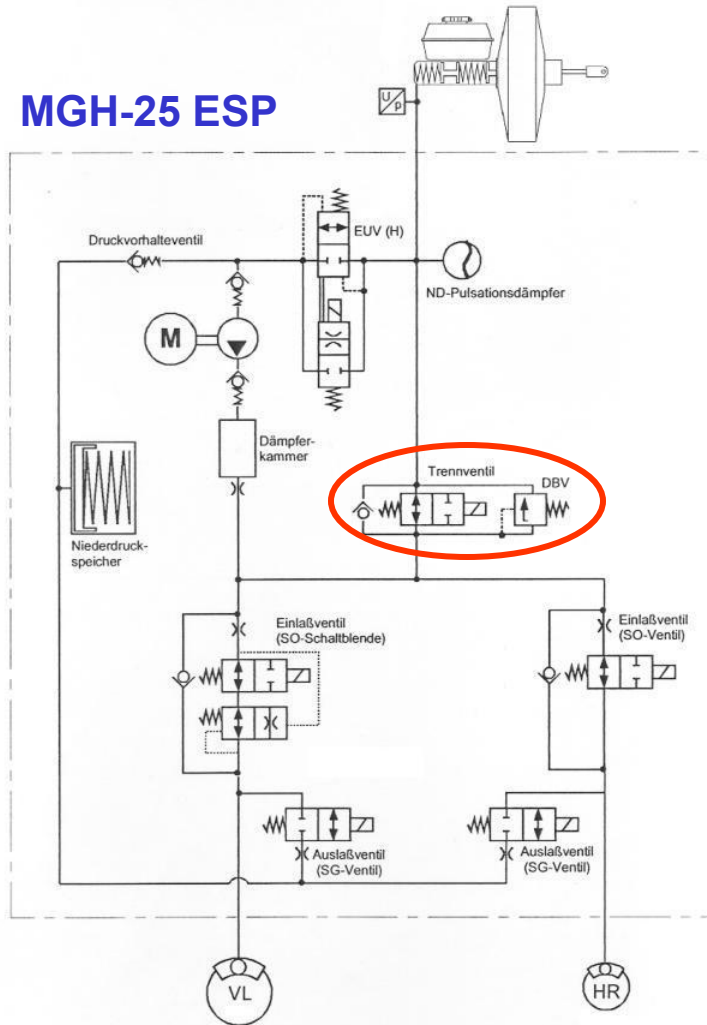 MGH-25 ESP
U/p
EUV (H)
Druckvorhalteventil
ND-Pulsationsdämpfer
M
Dämpfer-
kammer
Trennventil
DBV
Niederdruck-
speicher
Einlaßventil
(SO-Schaltblende)
Einlaßventil
(SO-Ventil)
Auslaßventil
(SG-Ventil)
Auslaßventil
(SG-Ventil)
VL
HR